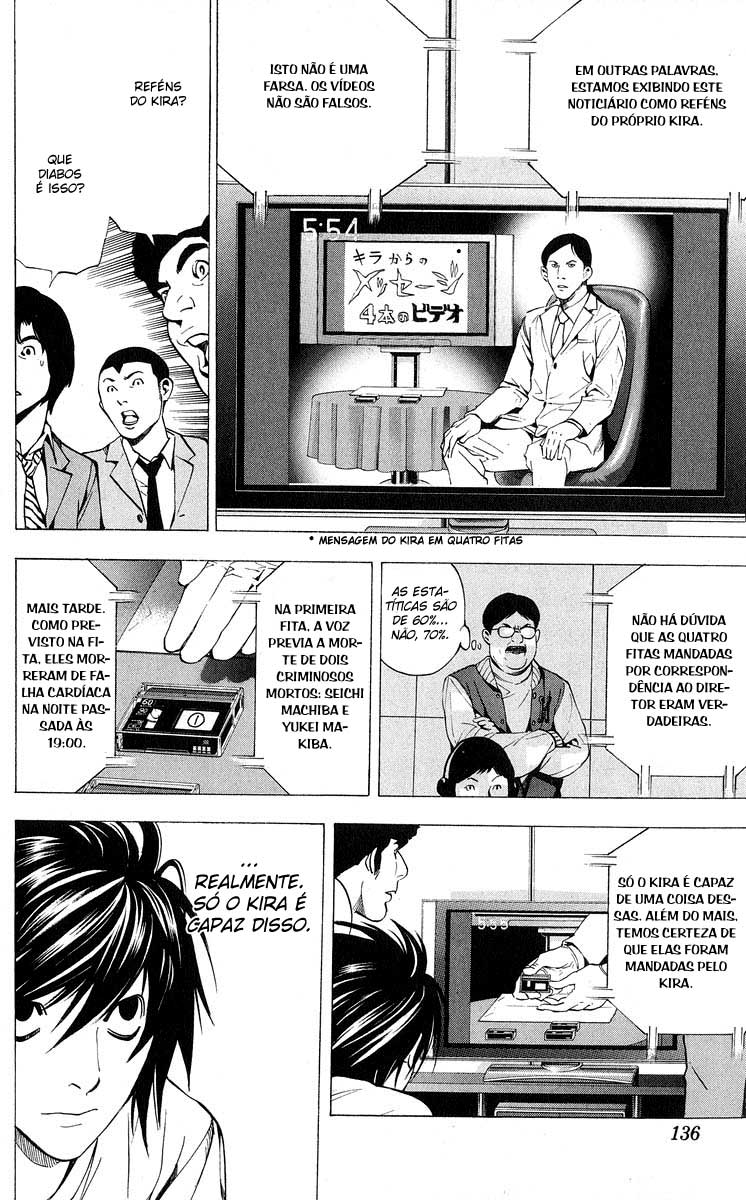 EM OUTRAS PALAVRAS,
ESTAMOS EXIBINDO ESTE
NOTICIÁRIO COMO REFÉNS
DO PRÓPRIO KIRA.
ISTO NÃO É UMA
FARSA. OS VÍDEOS
NÃO SÃO FALSOS.
5:54
キラからの
メッセージ
4本のビデオ
REFÉNS
DO KIRA?
QUE
DIABOS
É ISSO?
* MENSAGEM DO KIRA EM QUATRO FITAS
NÃO HÁ DÚVIDA
QUE AS QUATRO
FITAS MANDADAS
POR CORRESPON-
DÊNCIA AO DIRE-
TOR ERAM VER-
DADEIRAS.
AS ESTA-
TÍTICAS SÃO
DE 60%...
NÃO, 70%.
NA PRIMEIRA
FITA, A VOZ
PREVIA A MOR-
TE DE DOIS
CRIMINOSOS
MORTOS: SEICHI
MACHIBA E
YUKEI MA-
KIBA.
60
MAIS TARDE,
COMO PRE-
VISTO NA FI-
TA, ELES MOR-
RERAM DE FA-
LHA CARDÍACA
NA NOITE PAS-
SADA ÀS
19:00.
SÓ O KIRA É CAPAZ
DE UMA COISA DES-
SAS. ALÉM DO MAIS,
TEMOS CERTEZA DE
QUE ELAS FORAM
MANDADAS PELO
KIRA.
5:55
...
REALMENTE,
SÓ O KIRA É
CAPAZ DISSO.
136